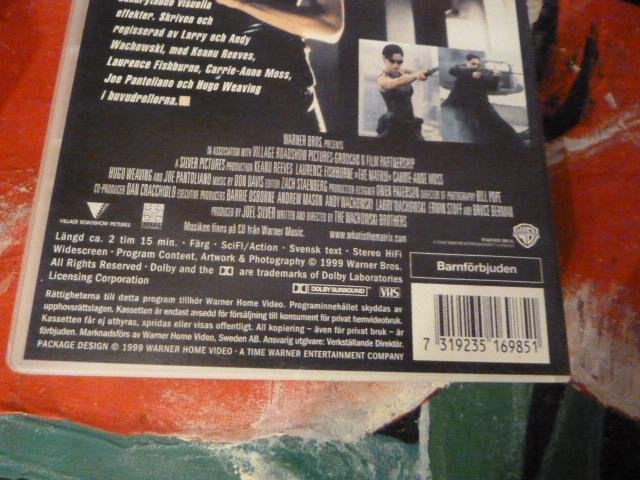 effekter. Skriven och
regisserad av Larry och Andy
Wachowski, med Keanu Reeves,
Laurence Fishburne, Carrie-Anne Moss,
Joe Pantoliano och Hugo Weaving
i huvudrollerna.
WARNER BROS. PRESENTS
IN ASSOCIATION WITH VILLAGE ROADSHOW PICTURES-GROUCHO II FILM PARTNERSHIP
A SILVER PICTURES PRODUCTION KEANU REEVES LAURENCE FISHBURNE «THE MATRIX» CARRIE-ANNE MOSS
HUGO WEAVING AND JOE PANTOLIANO MUSIC BY DON DAVIS EDITOR ZACH STAENBERG PRODUCTION DESIGNER OWEN PATERSON DIRECTOR OF PHOTOGRAPHY BILL POPE
CO-PRODUCER DAN CRACCHIOLO EXECUTIVE PRODUCERS BARRIE OSBORNE ANDREW MASON ANDY WACHOWSKI LARRY WACHOWSKI ERWIN STOFF AND BRUCE BERMAN
PRODUCED BY JOEL SILVER WRITTEN AND DIRECTED BY THE WACHOWSKI BROTHERS
VILLAGE ROADSHOW PICTURES
Musiken finns på CD från Warner Music. www.whatisthematrix.com
Längd ca. 2 tim 15 min. · Färg · SciFi/Action · Svensk text · Stereo HiFi
Widescreen · Program Content, Artwork & Photography © 1999 Warner Bros.
All Rights Reserved · Dolby and the DD are trademarks of Dolby Laboratories
Licensing Corporation
DOLBY SURROUND VHS
Barnförbjuden
Rättigheterna till detta program tillhör Warner Home Video. Programinnehållet skyddas av
upphovsrättslagen. Kassetten är endast avsedd för försäljning till konsument för privat hemvideobruk.
Kassetten får ej uthyras, spridas eller visas offentligt. All kopiering – även för privat bruk – är
förbjuden. Marknadsförs av Warner Home Video, Sweden AB. Ansvarig utgivare: Verkställande Direktör.
PACKAGE DESIGN © 1999 WARNER HOME VIDEO · A TIME WARNER ENTERTAINMENT COMPANY
7 319235 169851